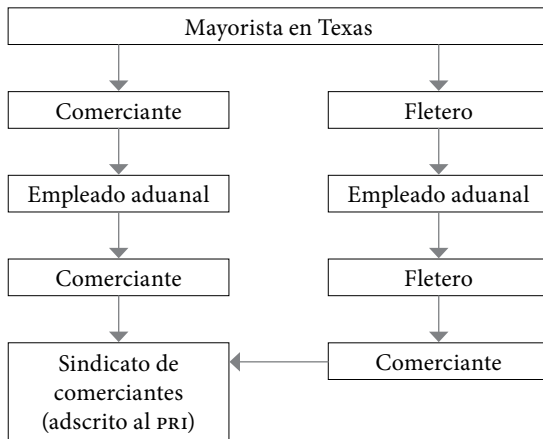 Mayorista en Texas
Comerciante
Fletero
Empleado aduanal
Empleado aduanal
Comerciante
Fletero
Sindicato de
comerciantes
(adscrito al PRI)
Comerciante